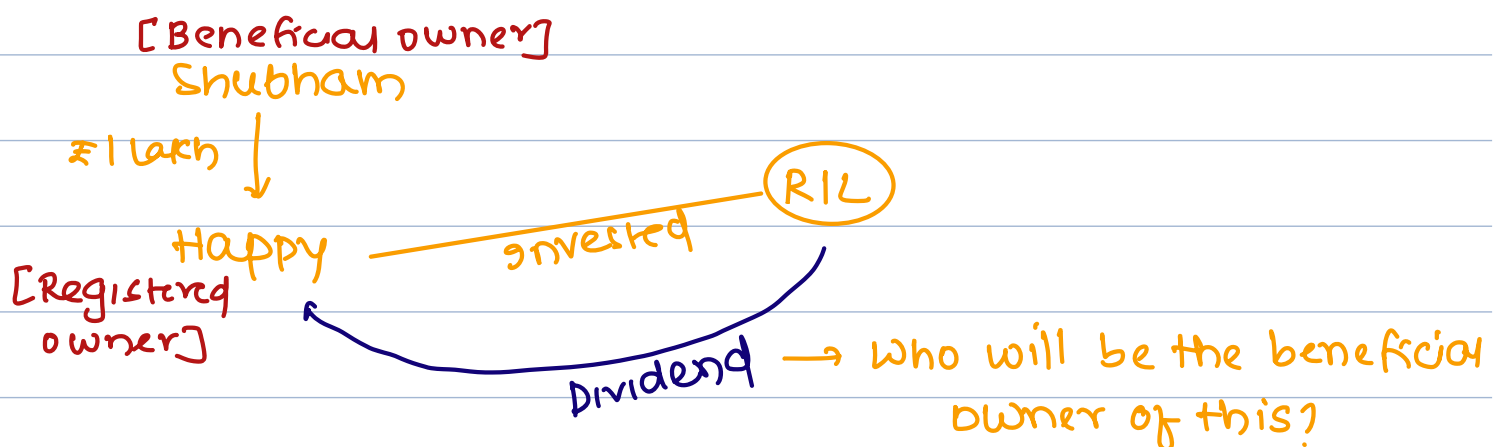 [Beneficial owner]
Shubham
₹1 Lakh
RIL
Happy
Invested
[Registered
owner]
Dividend → Who will be the beneficial
owner of this?